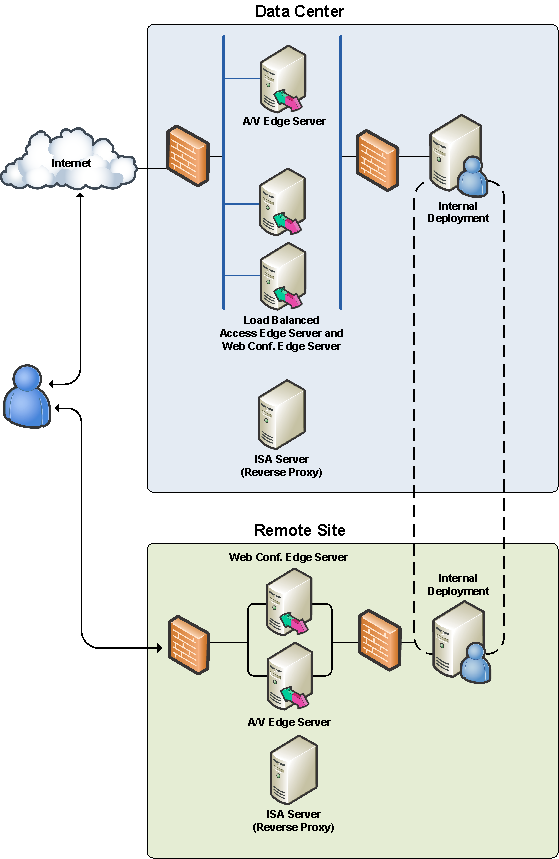 Data Center
A/V Edge Server
Internet
Internal
Deployment
Load Balanced
Access Edge Server and
Web Conf. Edge Server
ISA Server
(Reverse Proxy)
Remote Site
Web Conf. Edge Server
Internal
Deployment
A/V Edge Server
ISA Server
(Reverse Proxy)